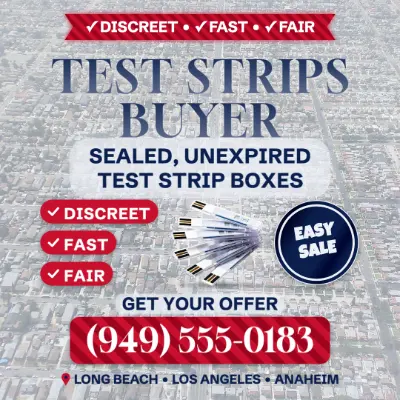 ✓DISCREET • ✓FAST • ✓FAIR
TEST STRIPS
BUYER
SEALED, UNEXPIRED
TEST STRIP BOXES
✓ DISCREET
✓ FAST
✓ FAIR
EASY
SALE
GET YOUR OFFER
(949) 555-0183
LONG BEACH • LOS ANGELES • ANAHEIM